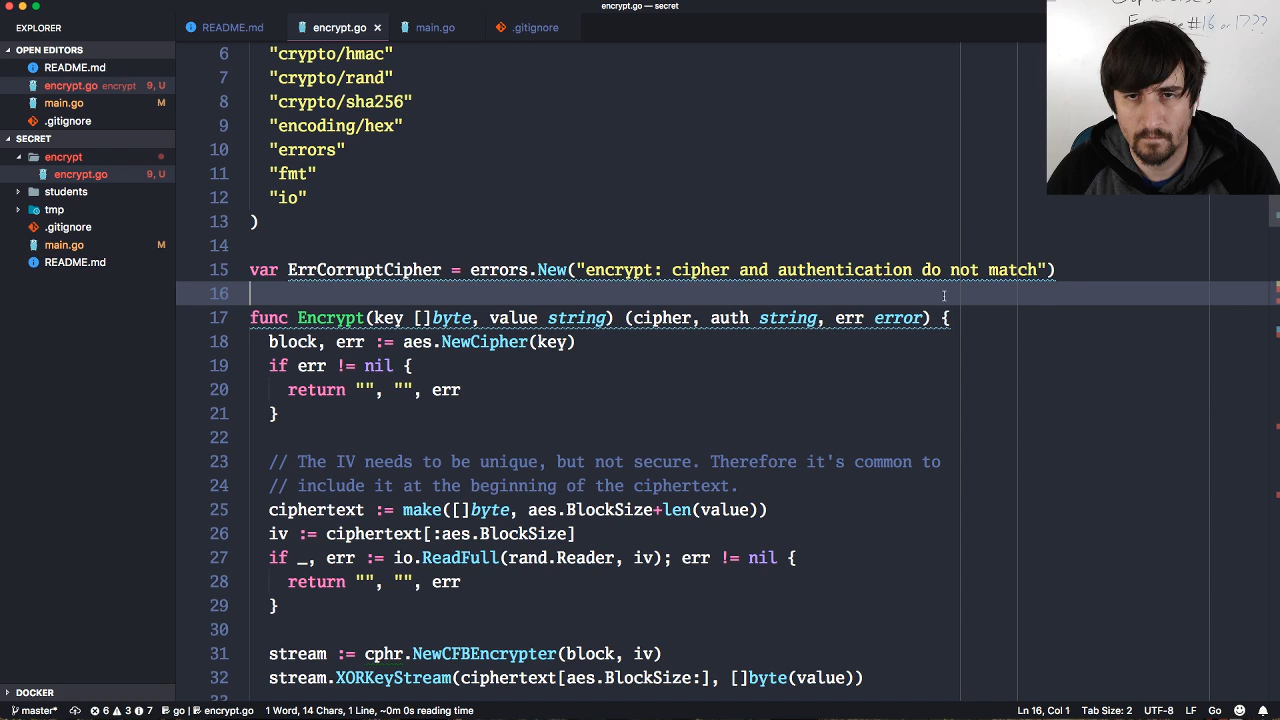 encrypt.go — secret
EXPLORER
README.md
encrypt.go ×
main.go
.gitignore
#16 or 17???
OPEN EDITORS
README.md
encrypt.go encrypt 9, U
main.go M
.gitignore
SECRET
encrypt
encrypt.go 9, U
students
tmp
.gitignore
main.go M
README.md
DOCKER
6 "crypto/hmac"
7 "crypto/rand"
8 "crypto/sha256"
9 "encoding/hex"
10 "errors"
11 "fmt"
12 "io"
13 )
14
15 var ErrCorruptCipher = errors.New("encrypt: cipher and authentication do not match")
16
17 func Encrypt(key []byte, value string) (cipher, auth string, err error) {
18 block, err := aes.NewCipher(key)
19 if err != nil {
20 return "", "", err
21 }
22
23 // The IV needs to be unique, but not secure. Therefore it's common to
24 // include it at the beginning of the ciphertext.
25 ciphertext := make([]byte, aes.BlockSize+len(value))
26 iv := ciphertext[:aes.BlockSize]
27 if _, err := io.ReadFull(rand.Reader, iv); err != nil {
28 return "", "", err
29 }
30
31 stream := cphr.NewCFBEncrypter(block, iv)
32 stream.XORKeyStream(ciphertext[aes.BlockSize:], []byte(value))
master* 6 3 7 go encrypt.go 1 Word, 14 Chars, 1 Line, ~0m 0s reading time Ln 16, Col 1 Tab Size: 2 UTF-8 LF Go